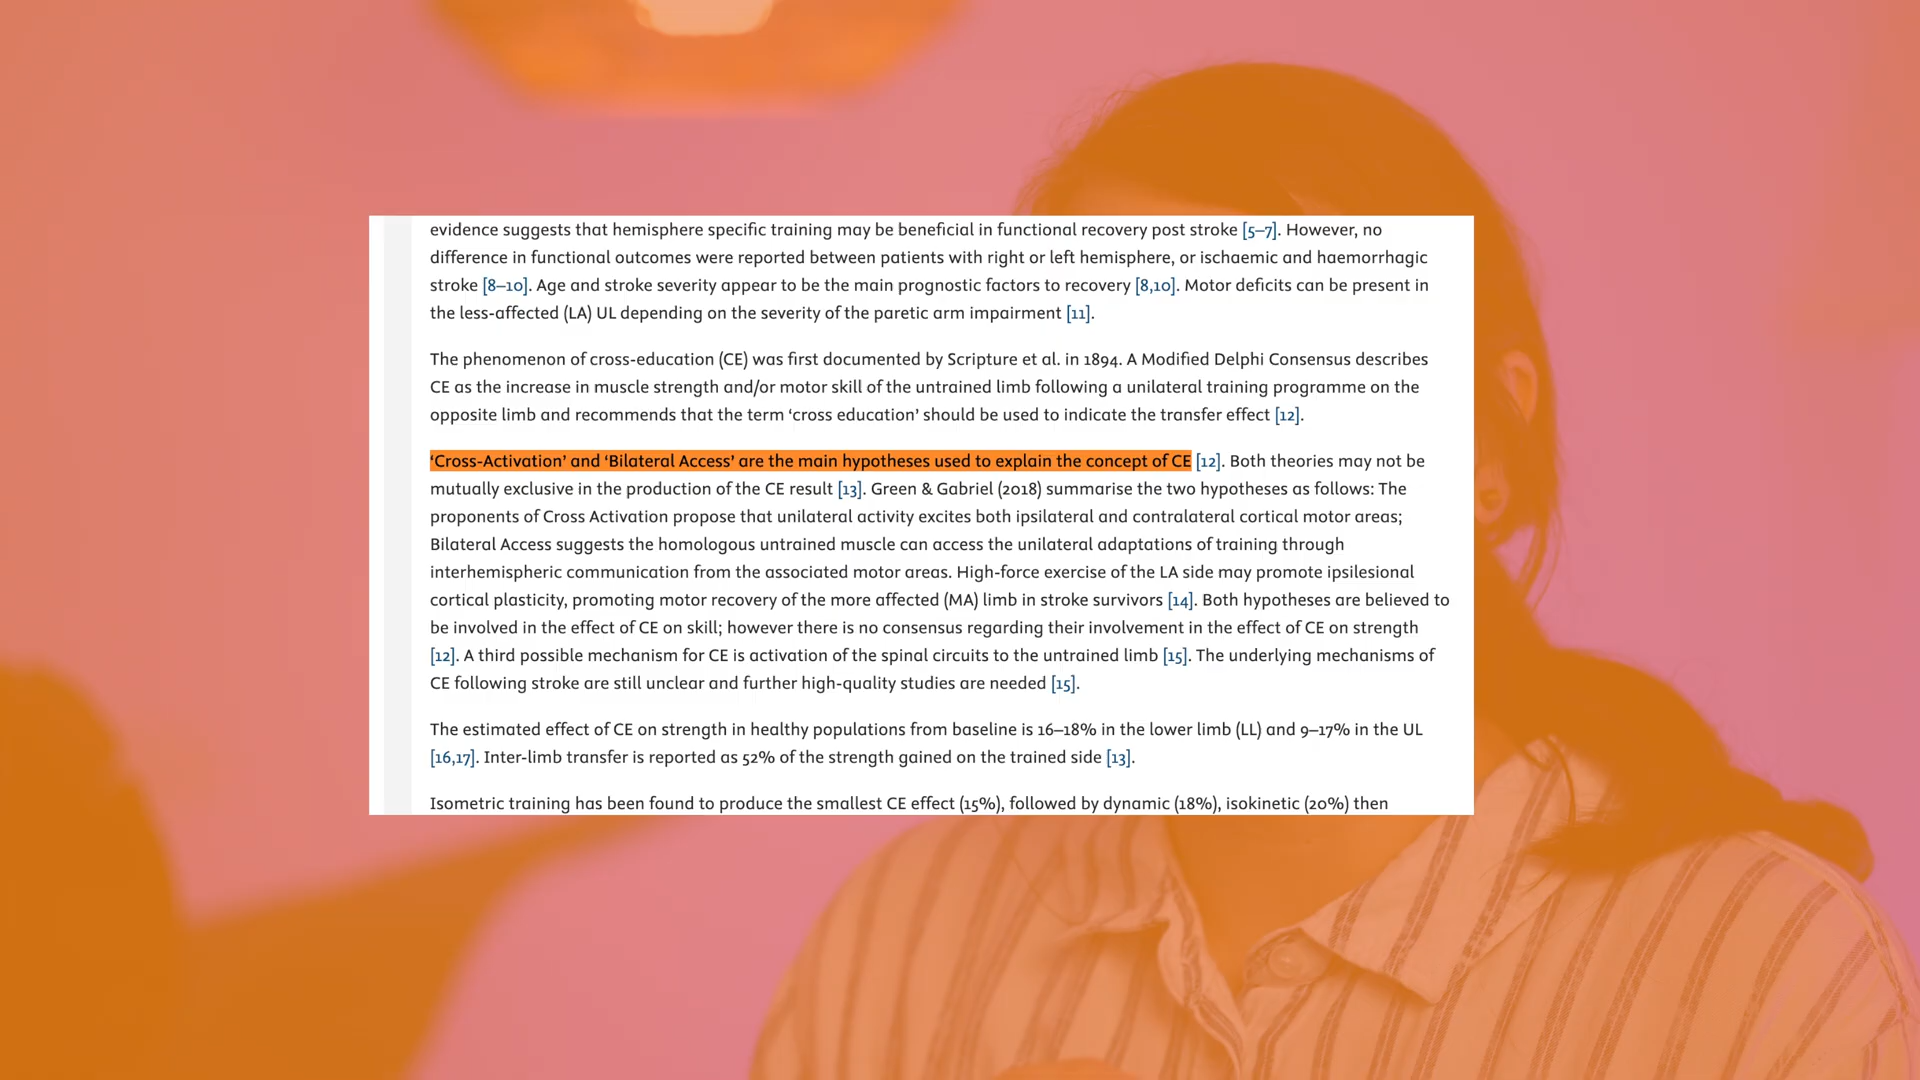 evidence suggests that hemisphere specific training may be beneficial in functional recovery post stroke [5–7]. However, no
difference in functional outcomes were reported between patients with right or left hemisphere, or ischaemic and haemorrhagic
stroke [8–10]. Age and stroke severity appear to be the main prognostic factors to recovery [8,10]. Motor deficits can be present in
the less-affected (LA) UL depending on the severity of the paretic arm impairment [11].
The phenomenon of cross-education (CE) was first documented by Scripture et al. in 1894. A Modified Delphi Consensus describes
CE as the increase in muscle strength and/or motor skill of the untrained limb following a unilateral training programme on the
opposite limb and recommends that the term ‘cross education’ should be used to indicate the transfer effect [12].
‘Cross-Activation’ and ‘Bilateral Access’ are the main hypotheses used to explain the concept of CE [12]. Both theories may not be
mutually exclusive in the production of the CE result [13]. Green & Gabriel (2018) summarise the two hypotheses as follows: The
proponents of Cross Activation propose that unilateral activity excites both ipsilateral and contralateral cortical motor areas;
Bilateral Access suggests the homologous untrained muscle can access the unilateral adaptations of training through
interhemispheric communication from the associated motor areas. High-force exercise of the LA side may promote ipsilesional
cortical plasticity, promoting motor recovery of the more affected (MA) limb in stroke survivors [14]. Both hypotheses are believed to
be involved in the effect of CE on skill; however there is no consensus regarding their involvement in the effect of CE on strength
[12]. A third possible mechanism for CE is activation of the spinal circuits to the untrained limb [15]. The underlying mechanisms of
CE following stroke are still unclear and further high-quality studies are needed [15].
The estimated effect of CE on strength in healthy populations from baseline is 16–18% in the lower limb (LL) and 9–17% in the UL
[16,17]. Inter-limb transfer is reported as 52% of the strength gained on the trained side [13].
Isometric training has been found to produce the smallest CE effect (15%), followed by dynamic (18%), isokinetic (20%) then